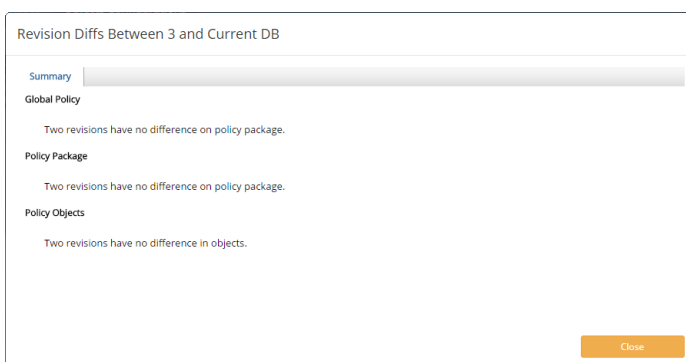 Revision Diffs Between 3 and Current DB
Summary
Global Policy
Two revisions have no difference on policy package.
Policy Package
Two revisions have no difference on policy package.
Policy Objects
Two revisions have no difference in objects.
Close